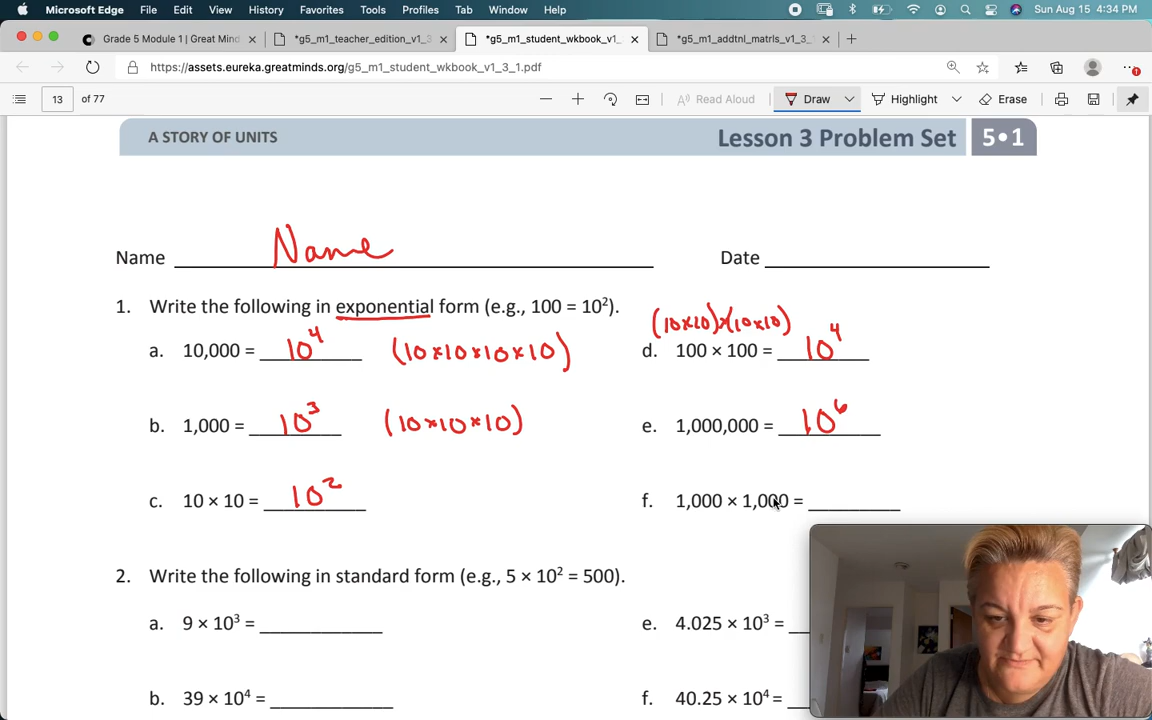 Microsoft Edge File Edit View History Favorites Tools Profiles Tab Window Help Sun Aug 15 4:34 PM
Grade 5 Module 1 | Great Mind × *g5_m1_teacher_edition_v1_3 × *g5_m1_student_wkbook_v1_ × *g5_m1_addtnl_matrls_v1_3_ × +
https://assets.eureka.greatminds.org/g5_m1_student_wkbook_v1_3_1.pdf
13 of 77 Read Aloud Draw Highlight Erase
A STORY OF UNITS Lesson 3 Problem Set 5•1
Name Name Date
1. Write the following in exponential form (e.g., 100 = 10²).
(10×10)×(10×10)
a. 10,000 = 10⁴ (10×10×10×10) d. 100 × 100 = 10⁴
b. 1,000 = 10³ (10×10×10) e. 1,000,000 = 10⁶
c. 10 × 10 = 10² f. 1,000 × 1,000 =
2. Write the following in standard form (e.g., 5 × 10² = 500).
a. 9 × 10³ = e. 4.025 × 10³ =
b. 39 × 10⁴ = f. 40.25 × 10⁴ =